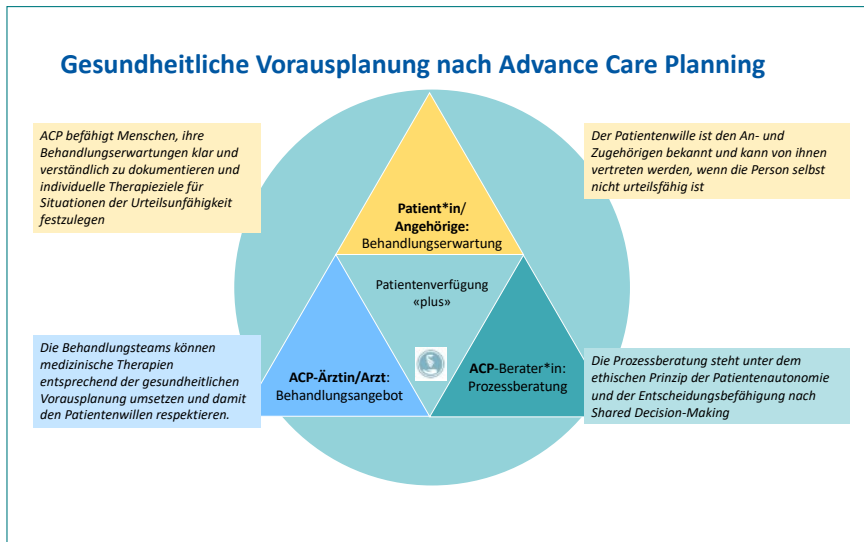 Gesundheitliche Vorausplanung nach Advance Care Planning
ACP befähigt Menschen, ihre
Behandlungserwartungen klar und
verständlich zu dokumentieren und
individuelle Therapieziele für
Situationen der Urteilsunfähigkeit
festzulegen
Der Patientenwille ist den An- und
Zugehörigen bekannt und kann von ihnen
vertreten werden, wenn die Person selbst
nicht urteilsfähig ist
Patient*in/
Angehörige:
Behandlungserwartung
Patientenverfügung
«plus»
Die Behandlungsteams können
medizinische Therapien
entsprechend der gesundheitlichen
Vorausplanung umsetzen und damit
den Patientenwillen respektieren.
ACP-Ärztin/Arzt:
Behandlungsangebot
ACP-Berater*in:
Prozessberatung
Die Prozessberatung steht unter dem
ethischen Prinzip der Patientenautonomie
und der Entscheidungsbefähigung nach
Shared Decision-Making